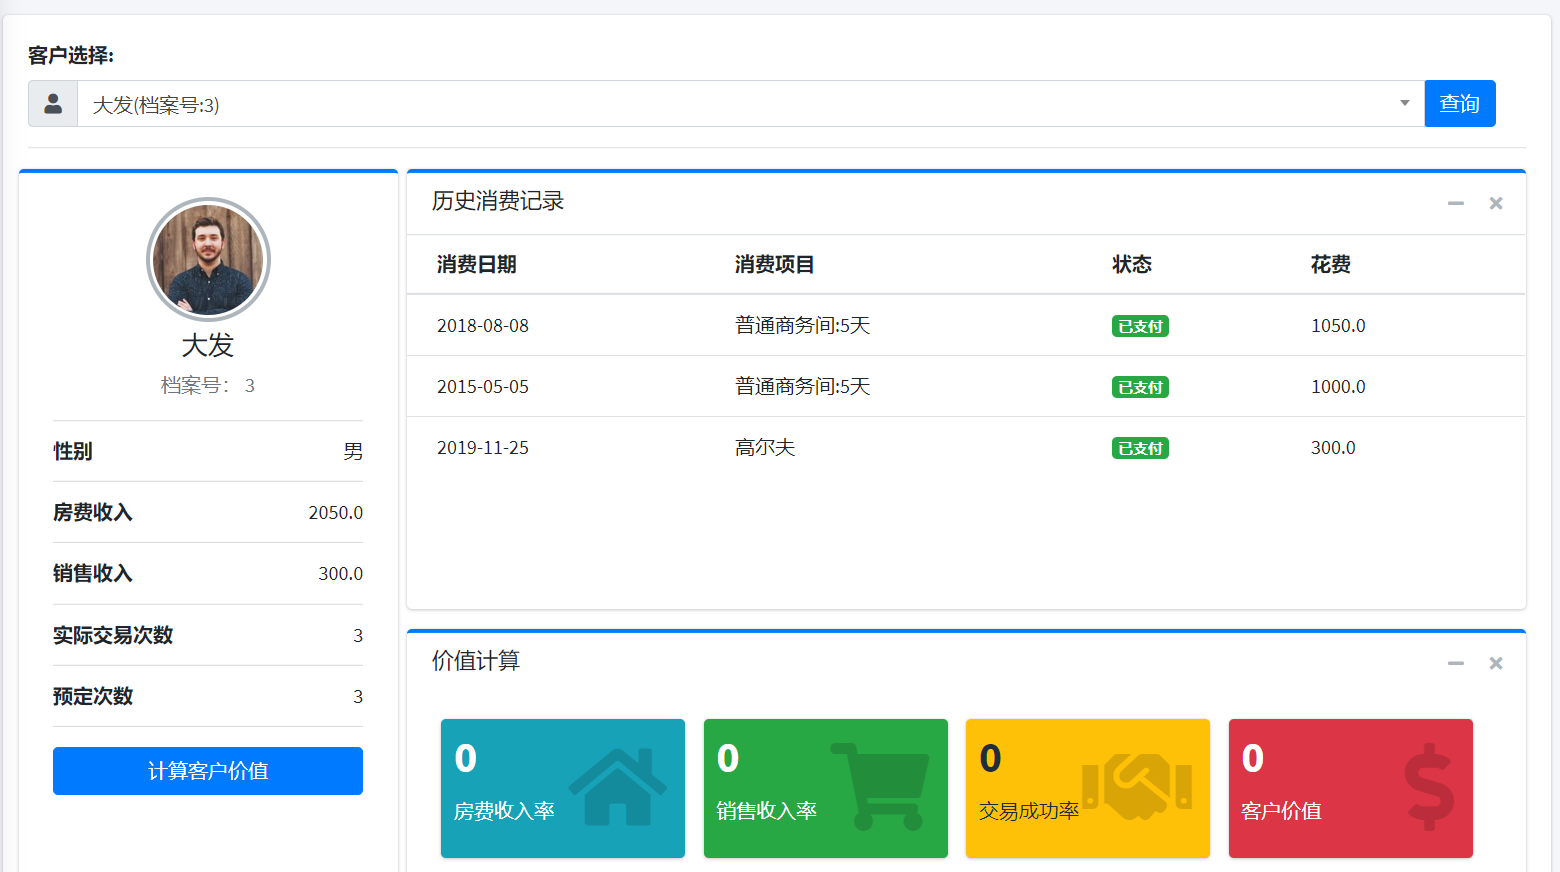 客户选择:
大发(档案号:3)
查询
大发
档案号： 3
性别 男
房费收入 2050.0
销售收入 300.0
实际交易次数 3
预定次数 3
计算客户价值
历史消费记录
消费日期 消费项目 状态 花费
2018-08-08 普通商务间:5天 已支付 1050.0
2015-05-05 普通商务间:5天 已支付 1000.0
2019-11-25 高尔夫 已支付 300.0
价值计算
0
房费收入率
0
销售收入率
0
交易成功率
0
客户价值